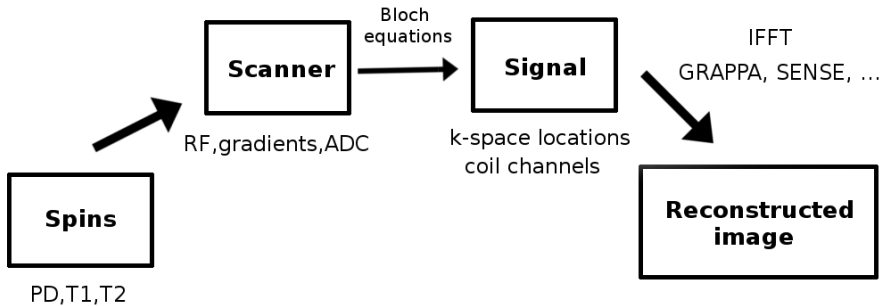 Spins
PD,T1,T2
Scanner
RF,gradients,ADC
Bloch
equations
Signal
k-space locations
coil channels
IFFT
GRAPPA, SENSE, ...
Reconstructed
image